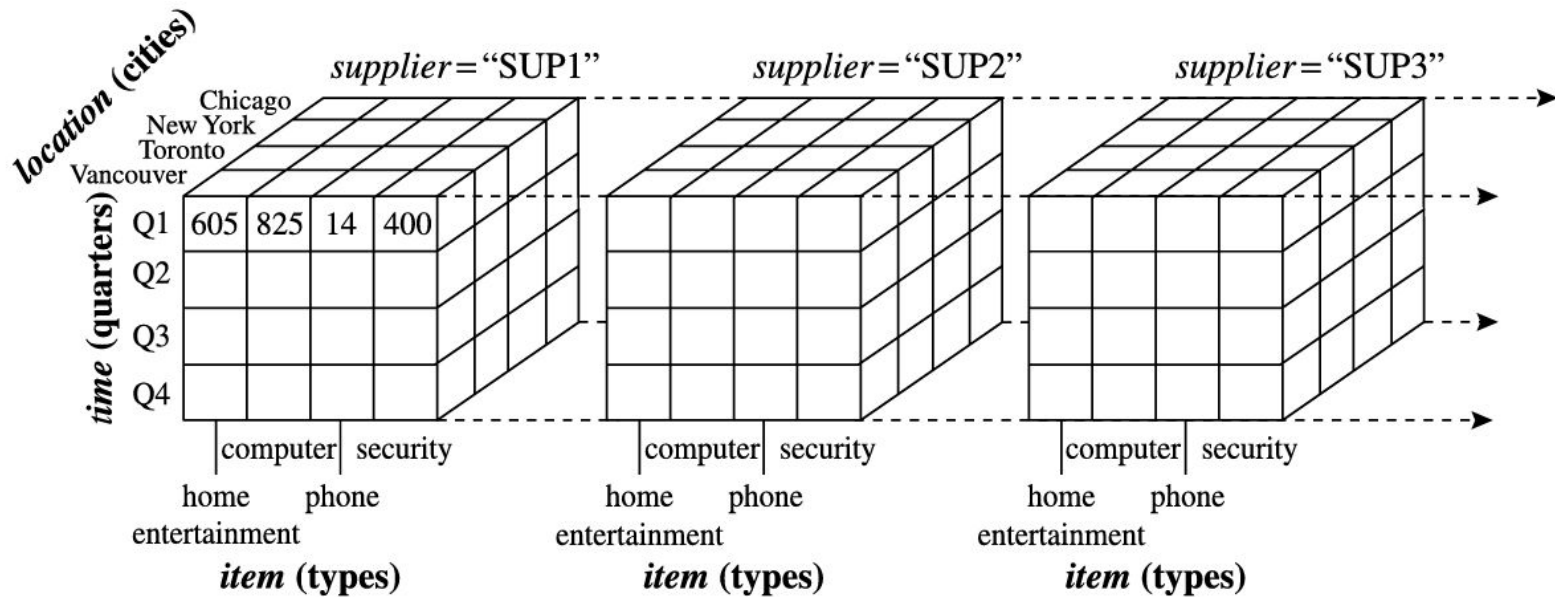 location (cities)
supplier = “SUP1”
supplier = “SUP2”
supplier = “SUP3”
Chicago
New York
Toronto
Vancouver
time (quarters)
Q1 605 825 14 400
Q2
Q3
Q4
computer security
home phone
entertainment
item (types)
computer security
home phone
entertainment
item (types)
computer security
home phone
entertainment
item (types)